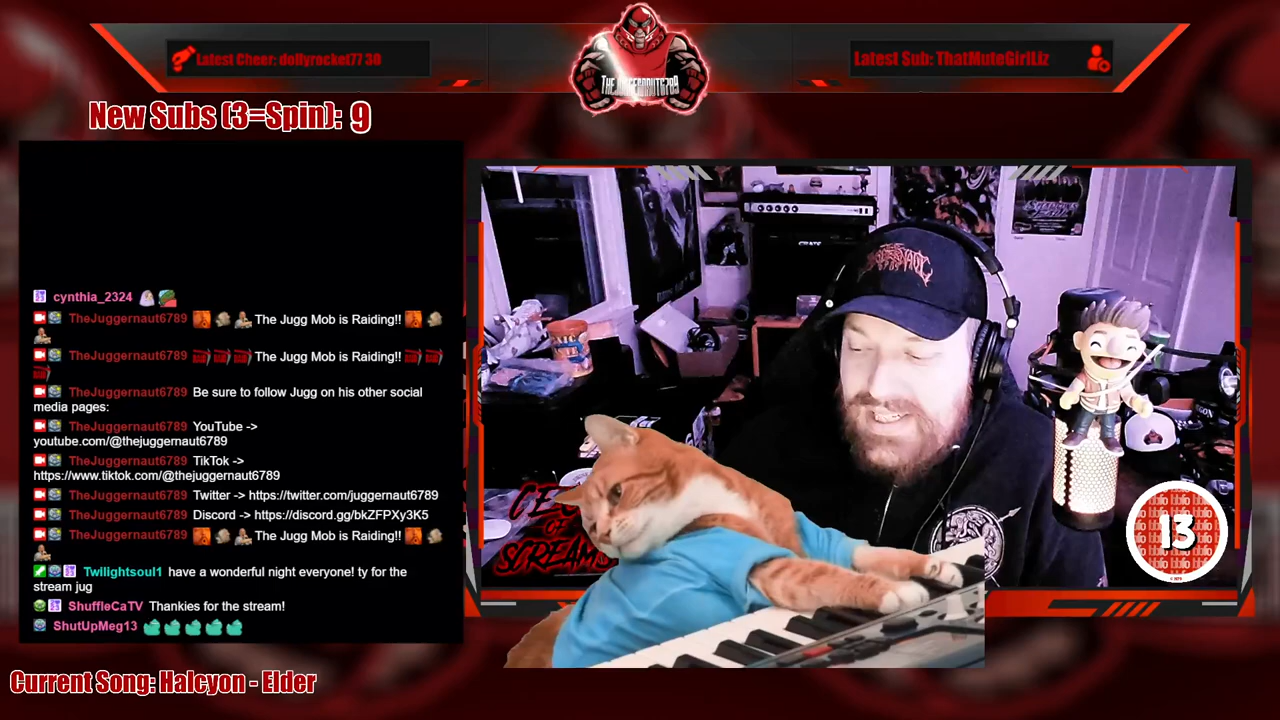 Latest Cheer: dollyrocket77 30
THEJUGGERNAUT6789
Latest Sub: ThatMuteGirlLiz
New Subs (3=Spin): 9
cynthia_2324
TheJuggernaut6789 The Jugg Mob is Raiding!!
TheJuggernaut6789 The Jugg Mob is Raiding!!
TheJuggernaut6789 Be sure to follow Jugg on his other social
media pages:
TheJuggernaut6789 YouTube ->
youtube.com/@thejuggernaut6789
TheJuggernaut6789 TikTok ->
https://www.tiktok.com/@thejuggernaut6789
TheJuggernaut6789 Twitter -> https://twitter.com/juggernaut6789
TheJuggernaut6789 Discord -> https://discord.gg/bkZFPXy3K5
TheJuggernaut6789 The Jugg Mob is Raiding!!
Twilightsoul1 have a wonderful night everyone! ty for the
stream jug
ShuffleCaTV Thankies for the stream!
ShutUpMeg13
CRATE
OF
SCREAMS
13
Current Song: Halcyon - Elder